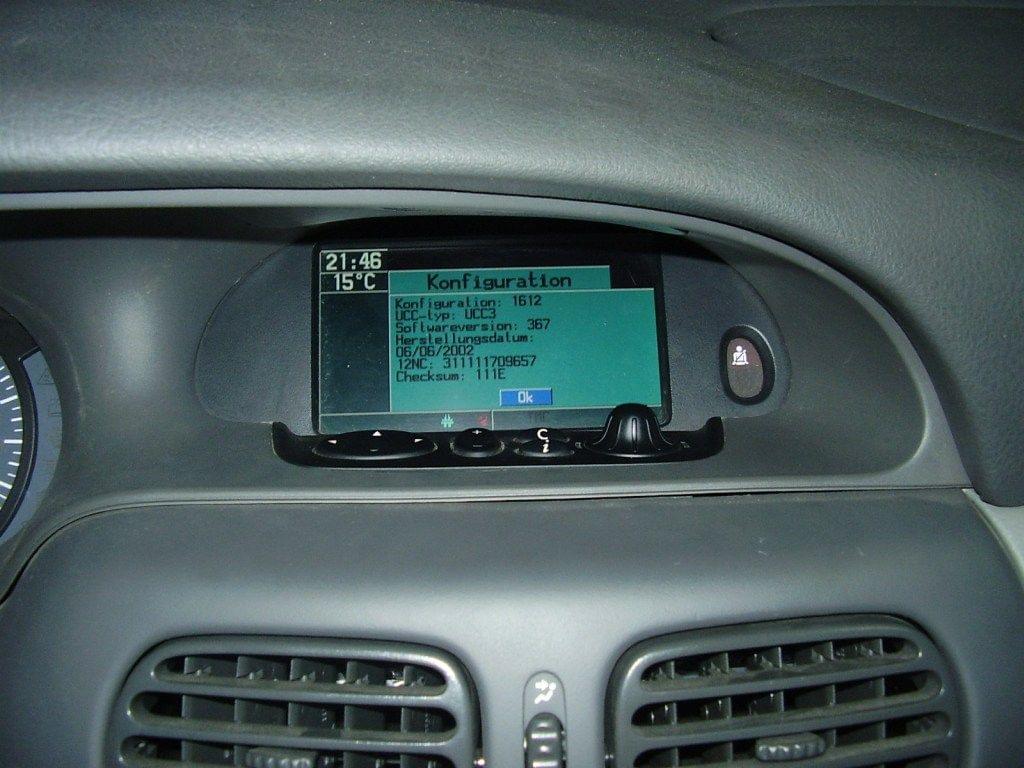 21:46
15°C
Konfiguration
Konfiguration: 1612
UCC-typ: UCC3
Softwareversion: 367
Herstellungsdatum:
06/06/2002
12NC: 311111709657
Checksum: 111E
Ok
C
i